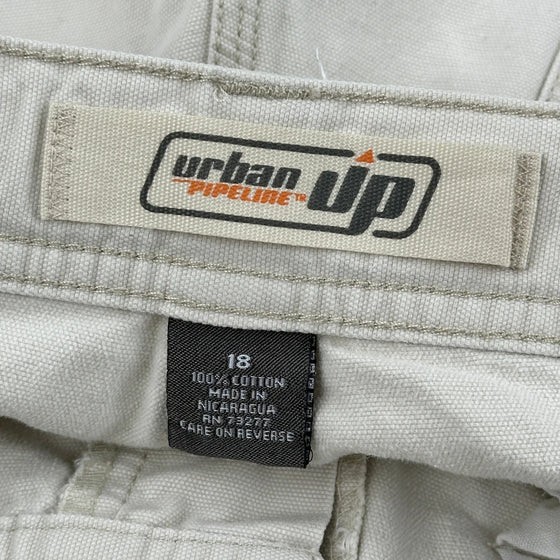 urban
PIPELINE™
up
18
100% COTTON
MADE IN
NICARAGUA
RN 73277
CARE ON REVERSE